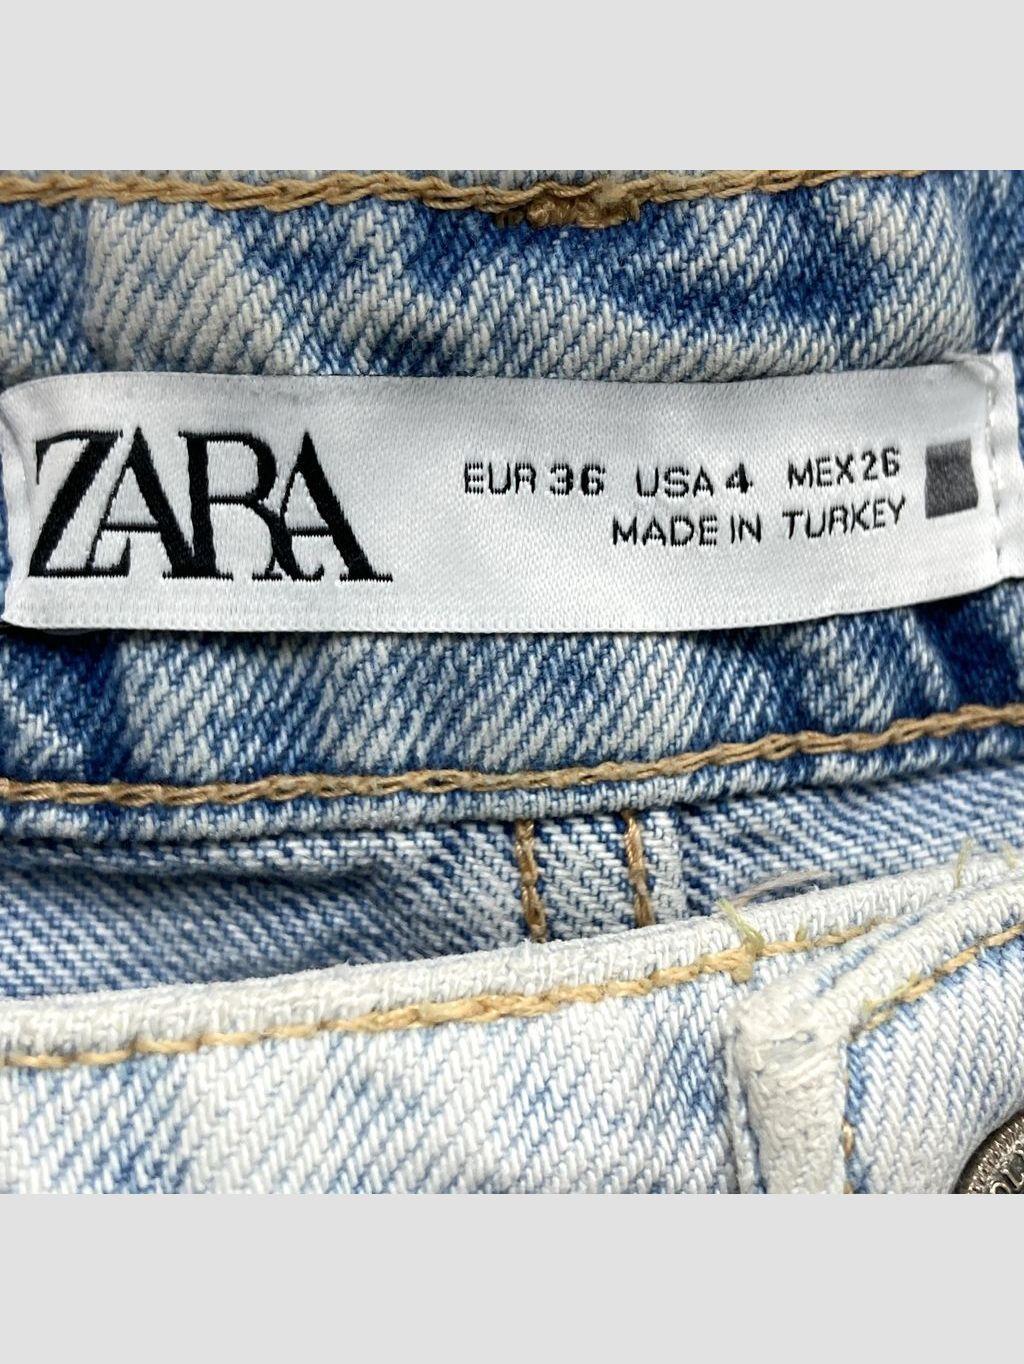 ZARA
EUR 36 USA 4 MEX 26
MADE IN TURKEY